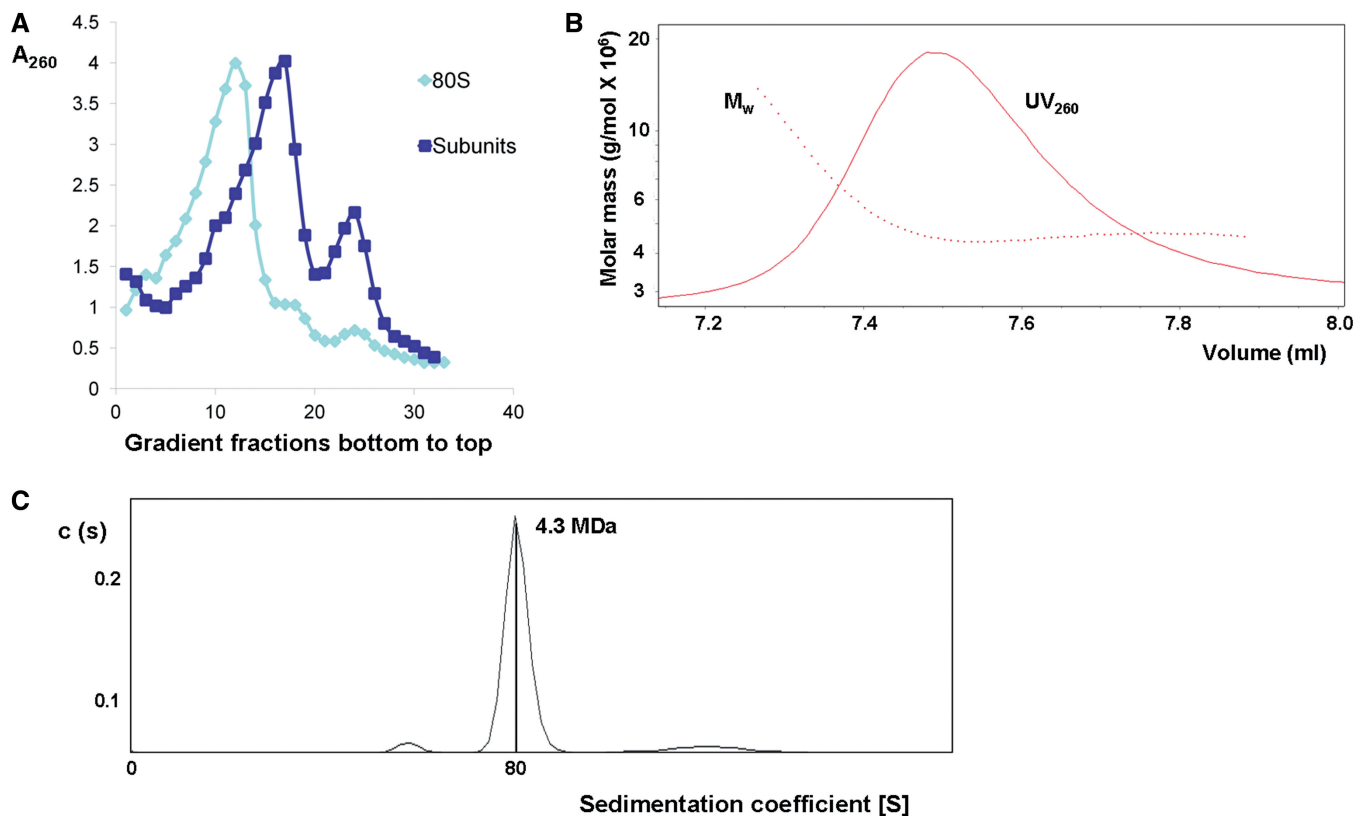 A
A260
4.5
4
3.5
3
2.5
2
1.5
1
0.5
0
0
10
20
30
40
80S
Subunits
Gradient fractions bottom to top
B
Molar mass (g/mol X 10⁶)
20
10
6
4
3
Mw
UV260
7.2
7.4
7.6
7.8
8.0
Volume (ml)
C
c (s)
0.2
0.1
4.3 MDa
0
80
Sedimentation coefficient [S]